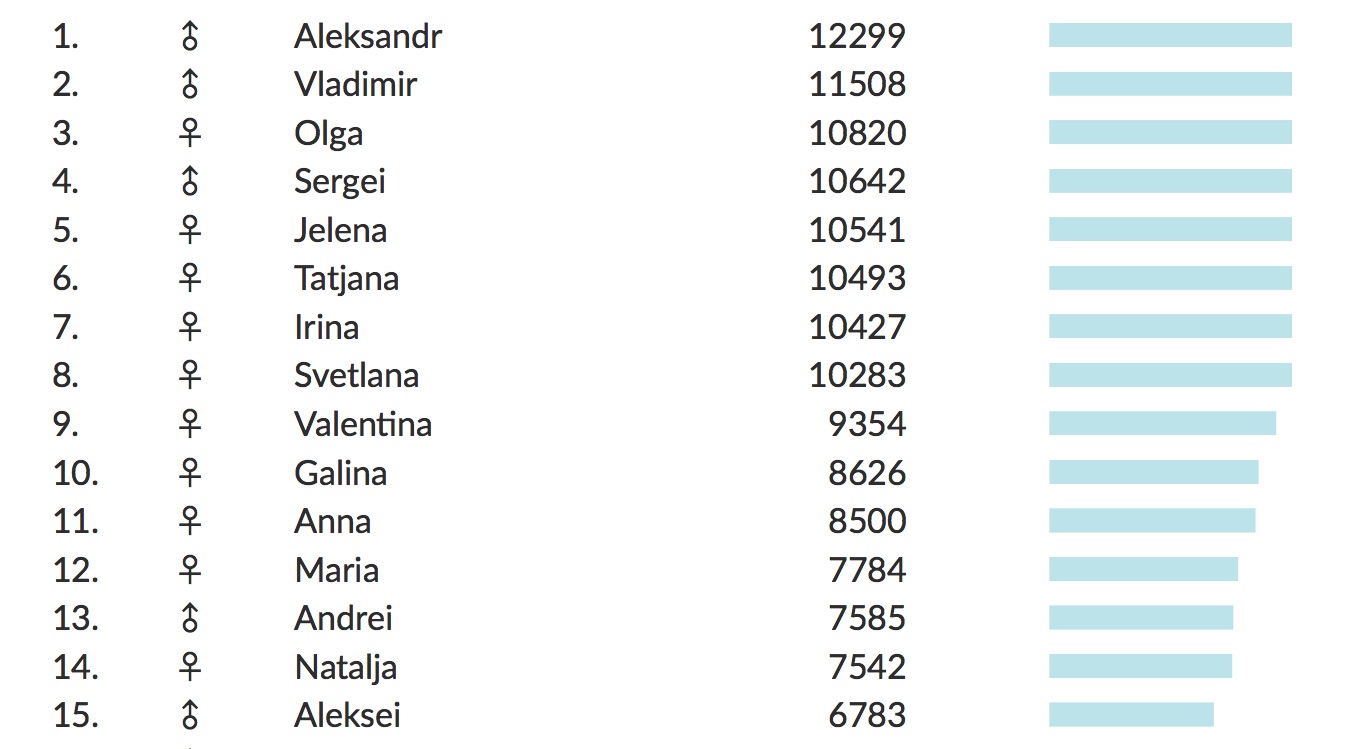 1. ⚨ Aleksandr 12299
2. ⚨ Vladimir 11508
3. ♀ Olga 10820
4. ⚨ Sergei 10642
5. ♀ Jelena 10541
6. ♀ Tatjana 10493
7. ♀ Irina 10427
8. ♀ Svetlana 10283
9. ♀ Valentina 9354
10. ♀ Galina 8626
11. ♀ Anna 8500
12. ♀ Maria 7784
13. ⚨ Andrei 7585
14. ♀ Natalja 7542
15. ⚨ Aleksei 6783